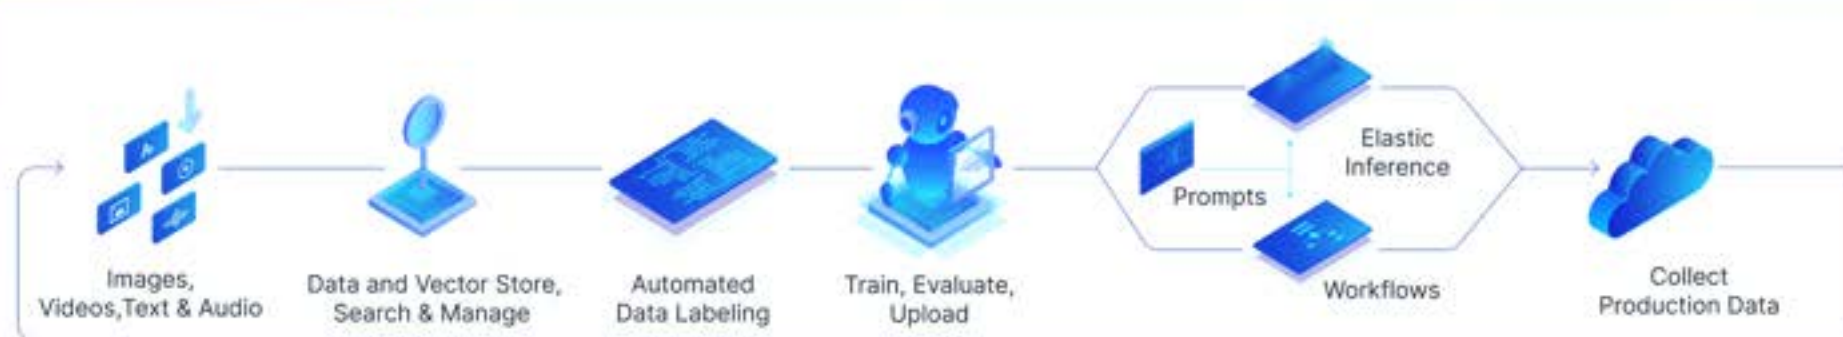 Images,
Videos,Text & Audio
Data and Vector Store,
Search & Manage
Automated
Data Labeling
Train, Evaluate,
Upload
Prompts
Elastic
Inference
Workflows
Collect
Production Data